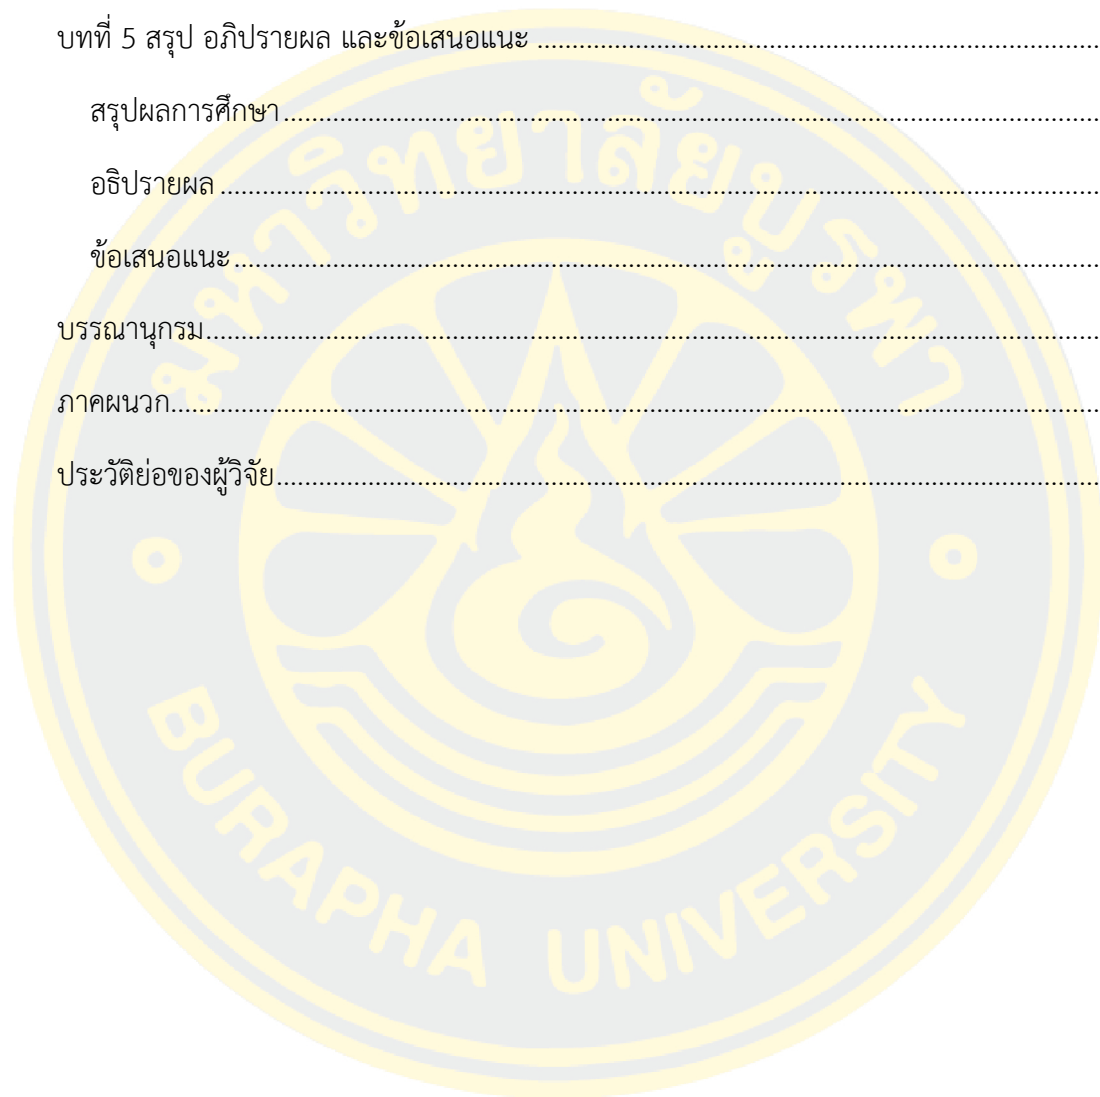 บทที่ 5 สรุป อภิปรายผล และข้อเสนอแนะ ........................................................................................
สรุปผลการศึกษา........................................................................................
อธิปรายผล........................................................................................
ข้อเสนอแนะ........................................................................................
บรรณานุกรม........................................................................................
ภาคผนวก........................................................................................
ประวัติย่อของผู้วิจัย........................................................................................
มหาวิทยาลัยบูรพา
BURAPHA UNIVERSITY